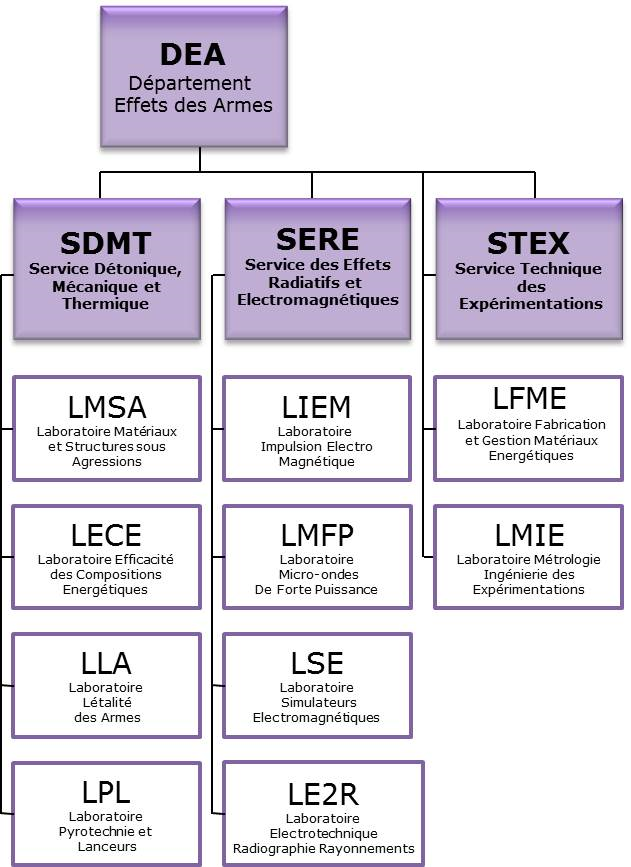 DEA
Département
Effets des Armes
SDMT
Service Détonique,
Mécanique et
Thermique
SERE
Service des Effets
Radiatifs et
Electromagnétiques
STEX
Service Technique
des
Expérimentations
LMSA
Laboratoire Matériaux
et Structures sous
Agressions
LIEM
Laboratoire
Impulsion Electro
Magnétique
LFME
Laboratoire Fabrication
et Gestion Matériaux
Energétiques
LECE
Laboratoire Efficacité
des Compositions
Energétiques
LMFP
Laboratoire
Micro-ondes
De Forte Puissance
LMIE
Laboratoire Métrologie
Ingénierie des
Expérimentations
LLA
Laboratoire
Létalité
des Armes
LSE
Laboratoire
Simulateurs
Electromagnétiques
LPL
Laboratoire
Pyrotechnie et
Lanceurs
LE2R
Laboratoire
Electrotechnique
Radiographie Rayonnements